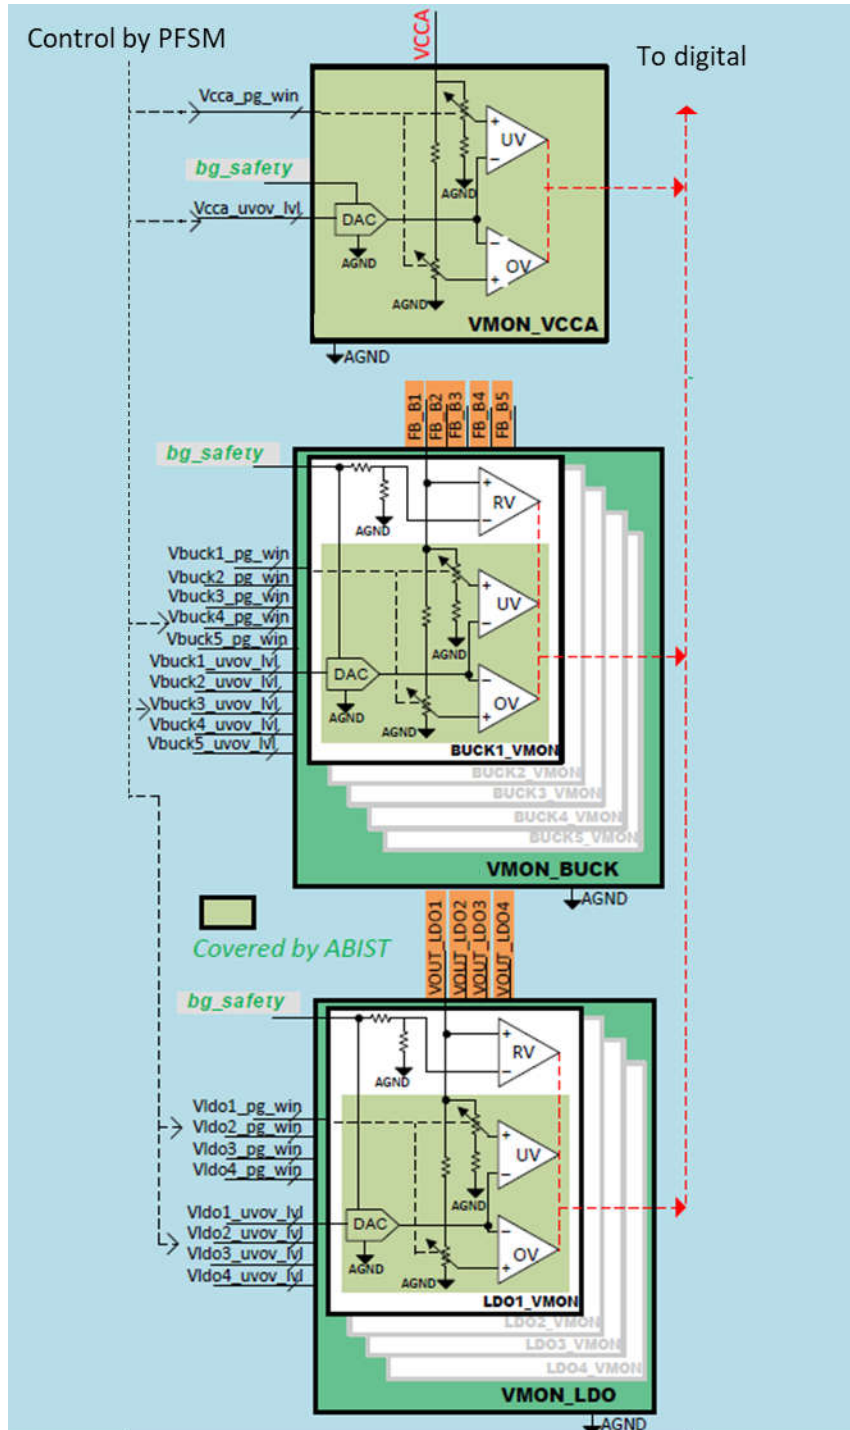 Control by PFSM
To digital
VCCA
Vcca_pg_win
bg_safety
Vcca_uvov_lvl
DAC
AGND
UV
AGND
OV
AGND
VMON_VCCA
AGND
FB_B1
FB_B2
FB_B3
FB_B4
FB_B5
bg_safety
RV
AGND
Vbuck1_pg_win
Vbuck2_pg_win
Vbuck3_pg_win
Vbuck4_pg_win
Vbuck5_pg_win
Vbuck1_uvov_lvl
Vbuck2_uvov_lvl
Vbuck3_uvov_lvl
Vbuck4_uvov_lvl
Vbuck5_uvov_lvl
UV
AGND
DAC
AGND
OV
AGND
BUCK1_VMON
BUCK2_VMON
BUCK3_VMON
BUCK4_VMON
BUCK5_VMON
VMON_BUCK
AGND
Covered by ABIST
VOUT_LDO1
VOUT_LDO2
VOUT_LDO3
VOUT_LDO4
bg_safety
RV
AGND
Vldo1_pg_win
Vldo2_pg_win
Vldo3_pg_win
Vldo4_pg_win
Vldo1_uvov_lvl
Vldo2_uvov_lvl
Vldo3_uvov_lvl
Vldo4_uvov_lvl
UV
AGND
DAC
AGND
OV
AGND
LDO1_VMON
LDO2_VMON
LDO3_VMON
LDO4_VMON
VMON_LDO
AGND